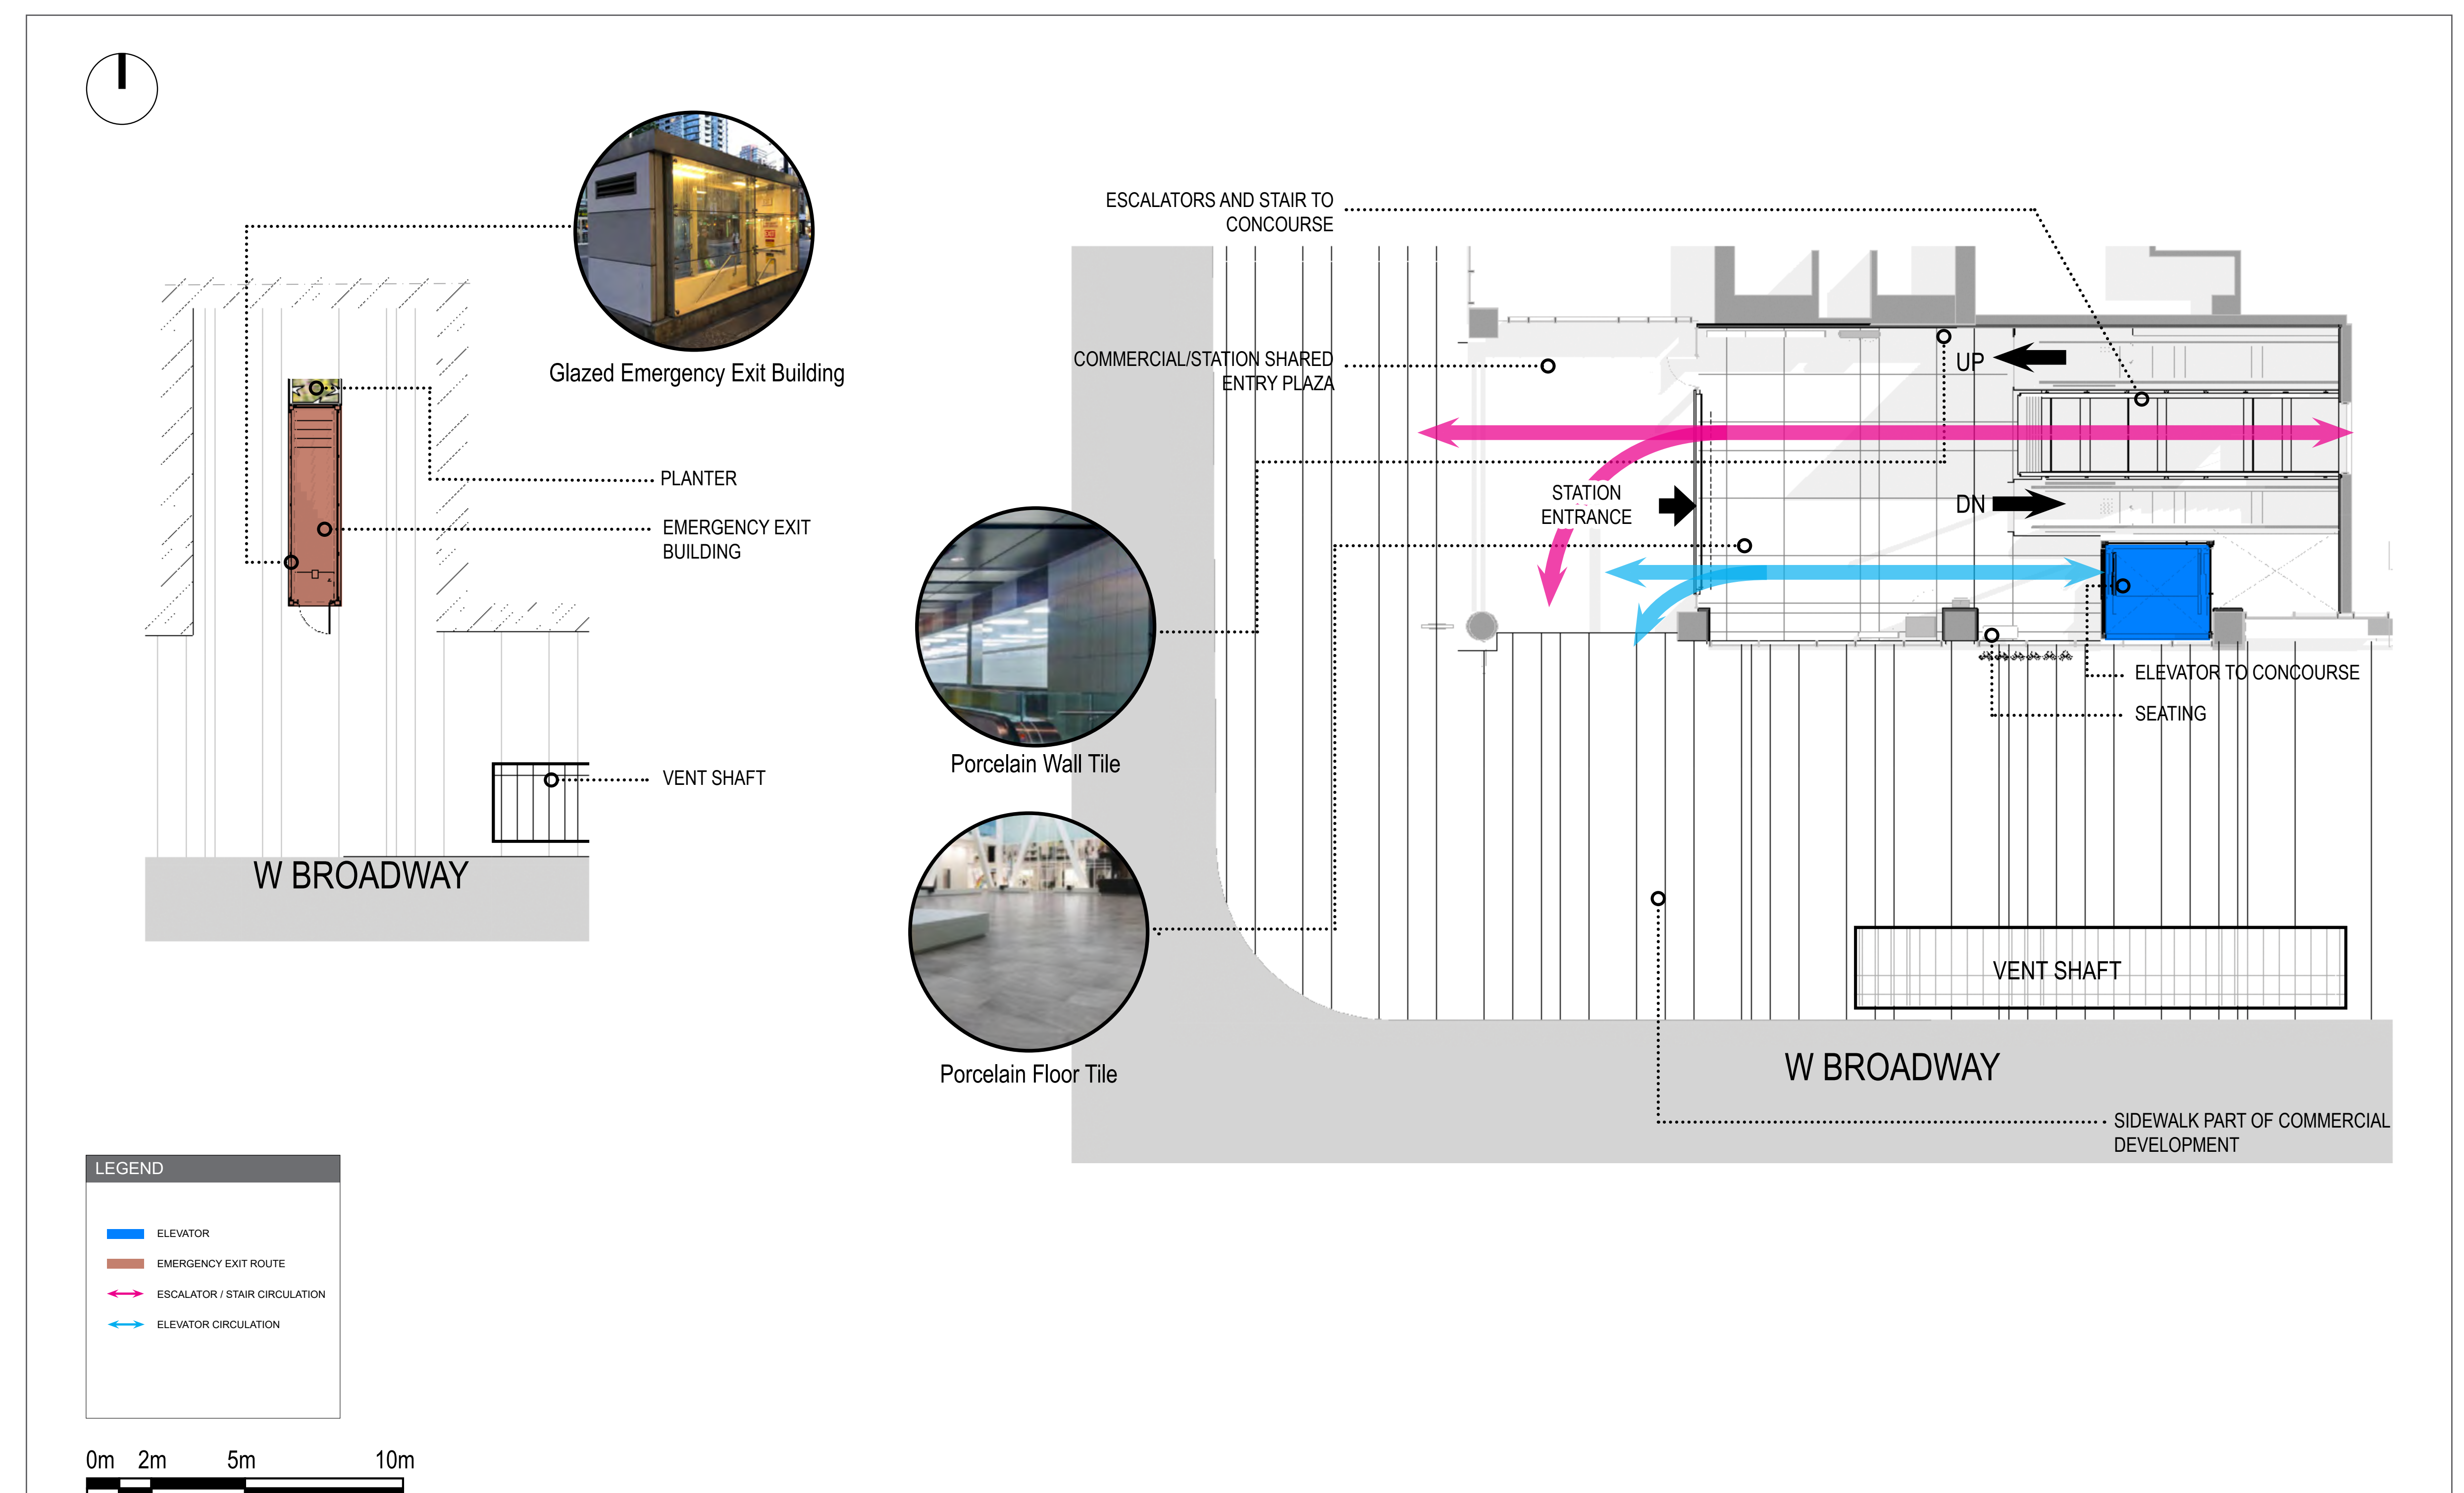 Glazed Emergency Exit Building
PLANTER
EMERGENCY EXIT
BUILDING
VENT SHAFT
W BROADWAY
ESCALATORS AND STAIR TO
CONCOURSE
COMMERCIAL/STATION SHARED
ENTRY PLAZA
UP
STATION
ENTRANCE
DN
Porcelain Wall Tile
ELEVATOR TO CONCOURSE
SEATING
Porcelain Floor Tile
VENT SHAFT
W BROADWAY
SIDEWALK PART OF COMMERCIAL
DEVELOPMENT
LEGEND
ELEVATOR
EMERGENCY EXIT ROUTE
ESCALATOR / STAIR CIRCULATION
ELEVATOR CIRCULATION
0m 2m 5m 10m